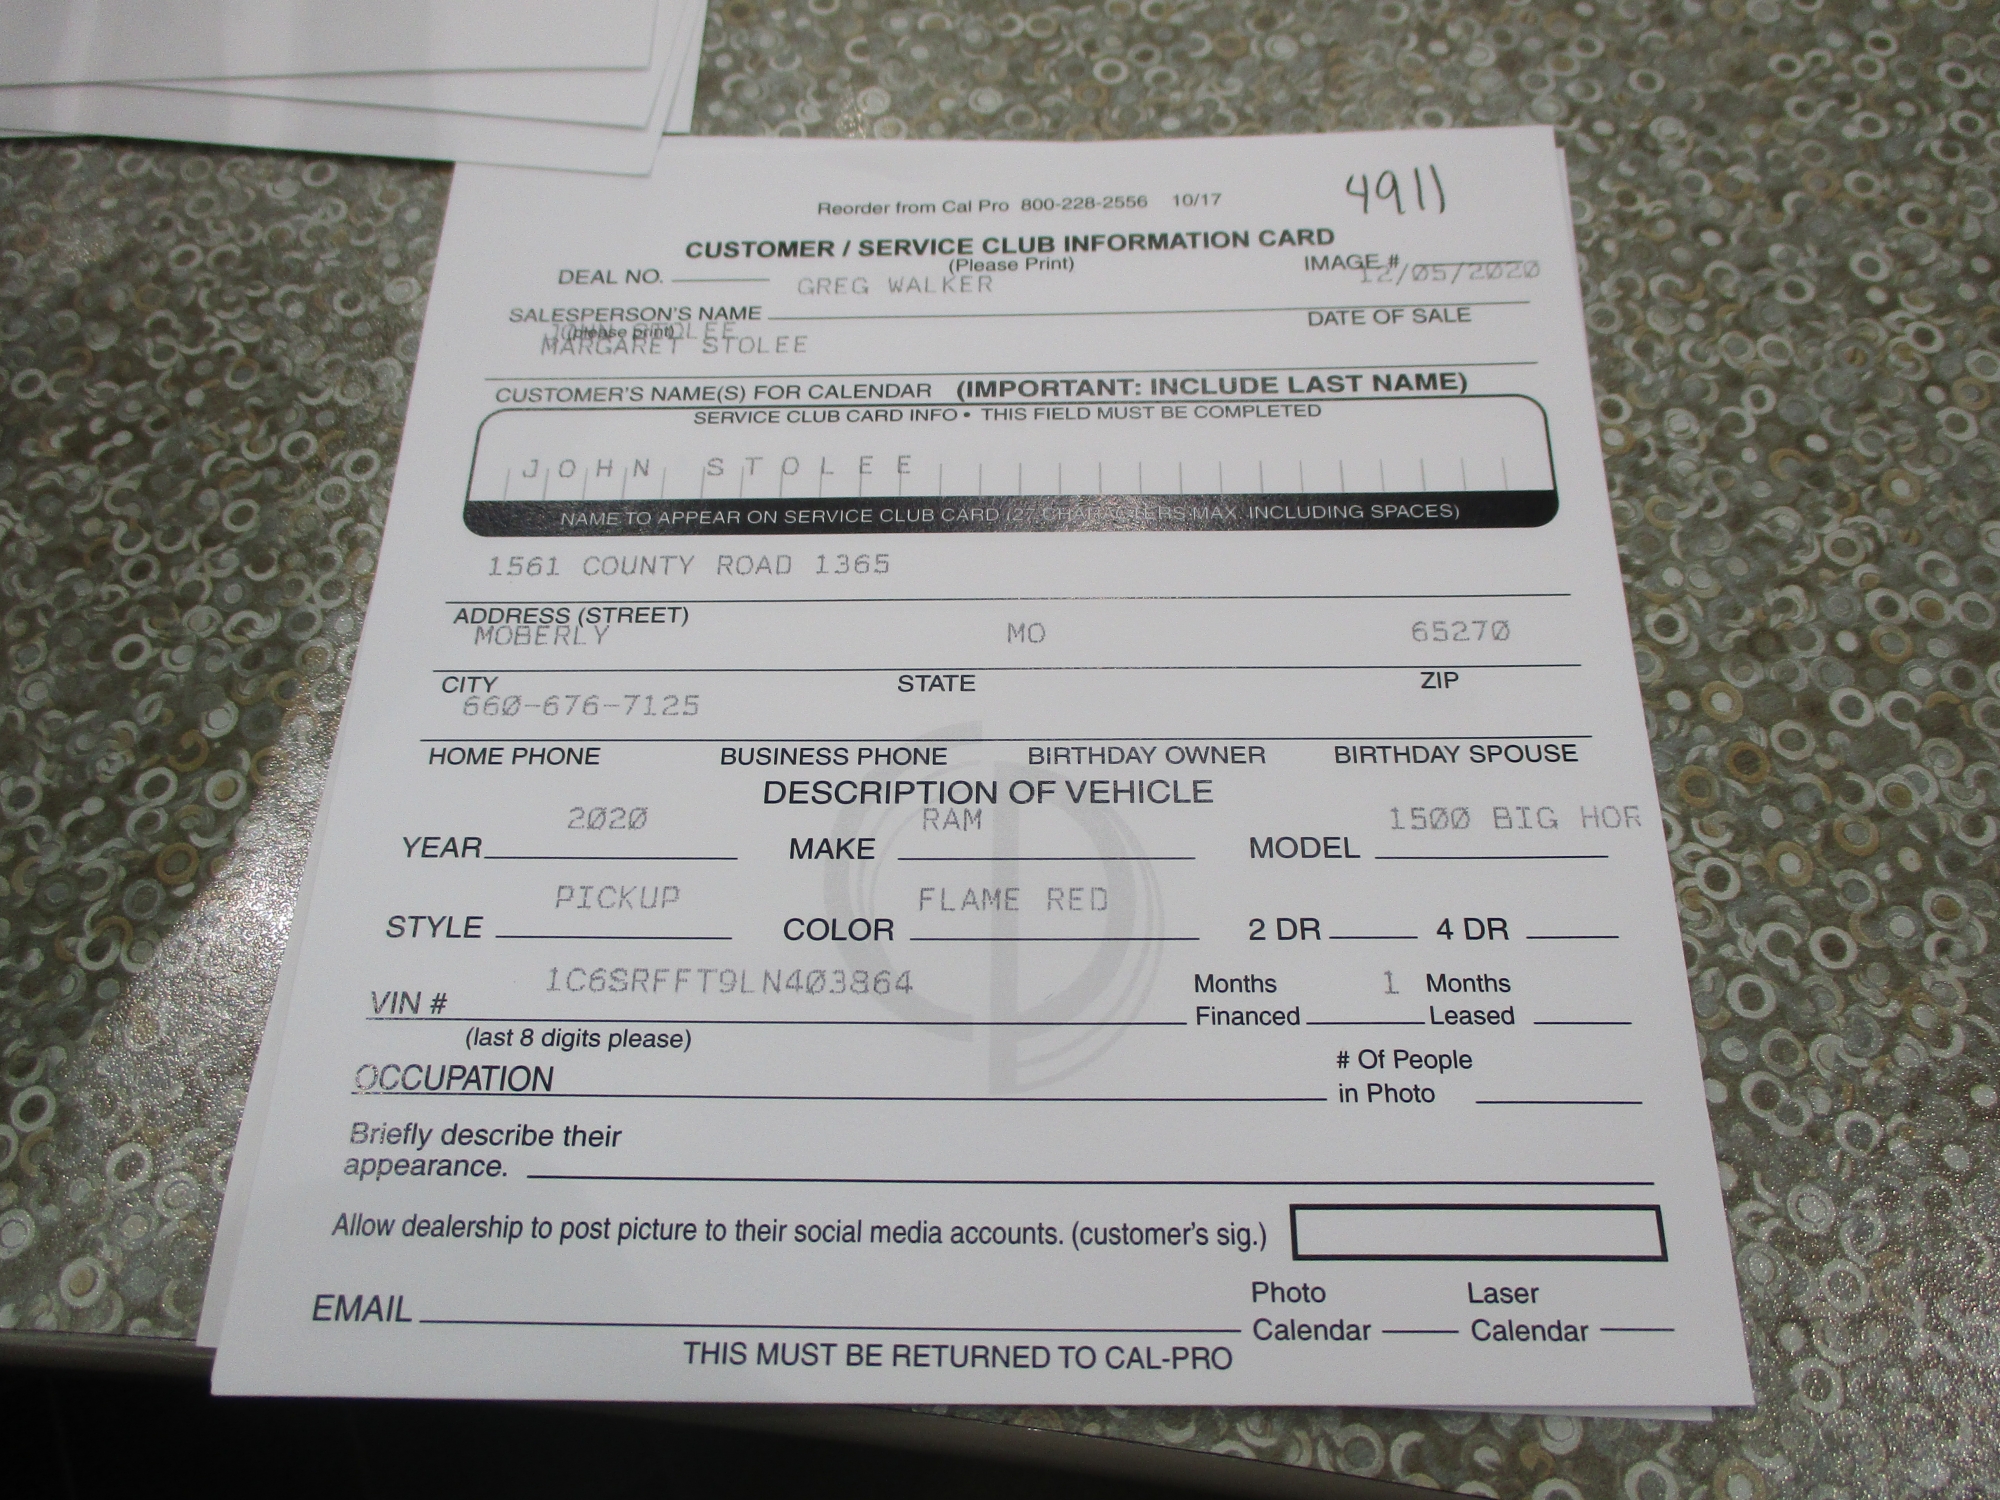 4911
Reorder from Cal Pro 800-228-2556 10/17
CUSTOMER / SERVICE CLUB INFORMATION CARD
(Please Print)
DEAL NO. IMAGE #
GREG WALKER 12/05/2020
SALESPERSON'S NAME DATE OF SALE
(please print)
JOHN STOLEE
MARGARET STOLEE
CUSTOMER'S NAME(S) FOR CALENDAR (IMPORTANT: INCLUDE LAST NAME)
SERVICE CLUB CARD INFO • THIS FIELD MUST BE COMPLETED
JOHN STOLEE
NAME TO APPEAR ON SERVICE CLUB CARD (27 CHARACTERS MAX. INCLUDING SPACES)
1561 COUNTY ROAD 1365
ADDRESS (STREET)
MOBERLY MO 65270
CITY STATE ZIP
660-676-7125
HOME PHONE BUSINESS PHONE BIRTHDAY OWNER BIRTHDAY SPOUSE
DESCRIPTION OF VEHICLE
2020 RAM 1500 BIG HOR
YEAR MAKE MODEL
PICKUP FLAME RED
STYLE COLOR 2 DR 4 DR
1C6SRFFT9LN403864 Months 1 Months
VIN # Financed Leased
(last 8 digits please)
# Of People
OCCUPATION in Photo
Briefly describe their
appearance.
Allow dealership to post picture to their social media accounts. (customer's sig.)
Photo Laser
EMAIL Calendar Calendar
THIS MUST BE RETURNED TO CAL-PRO